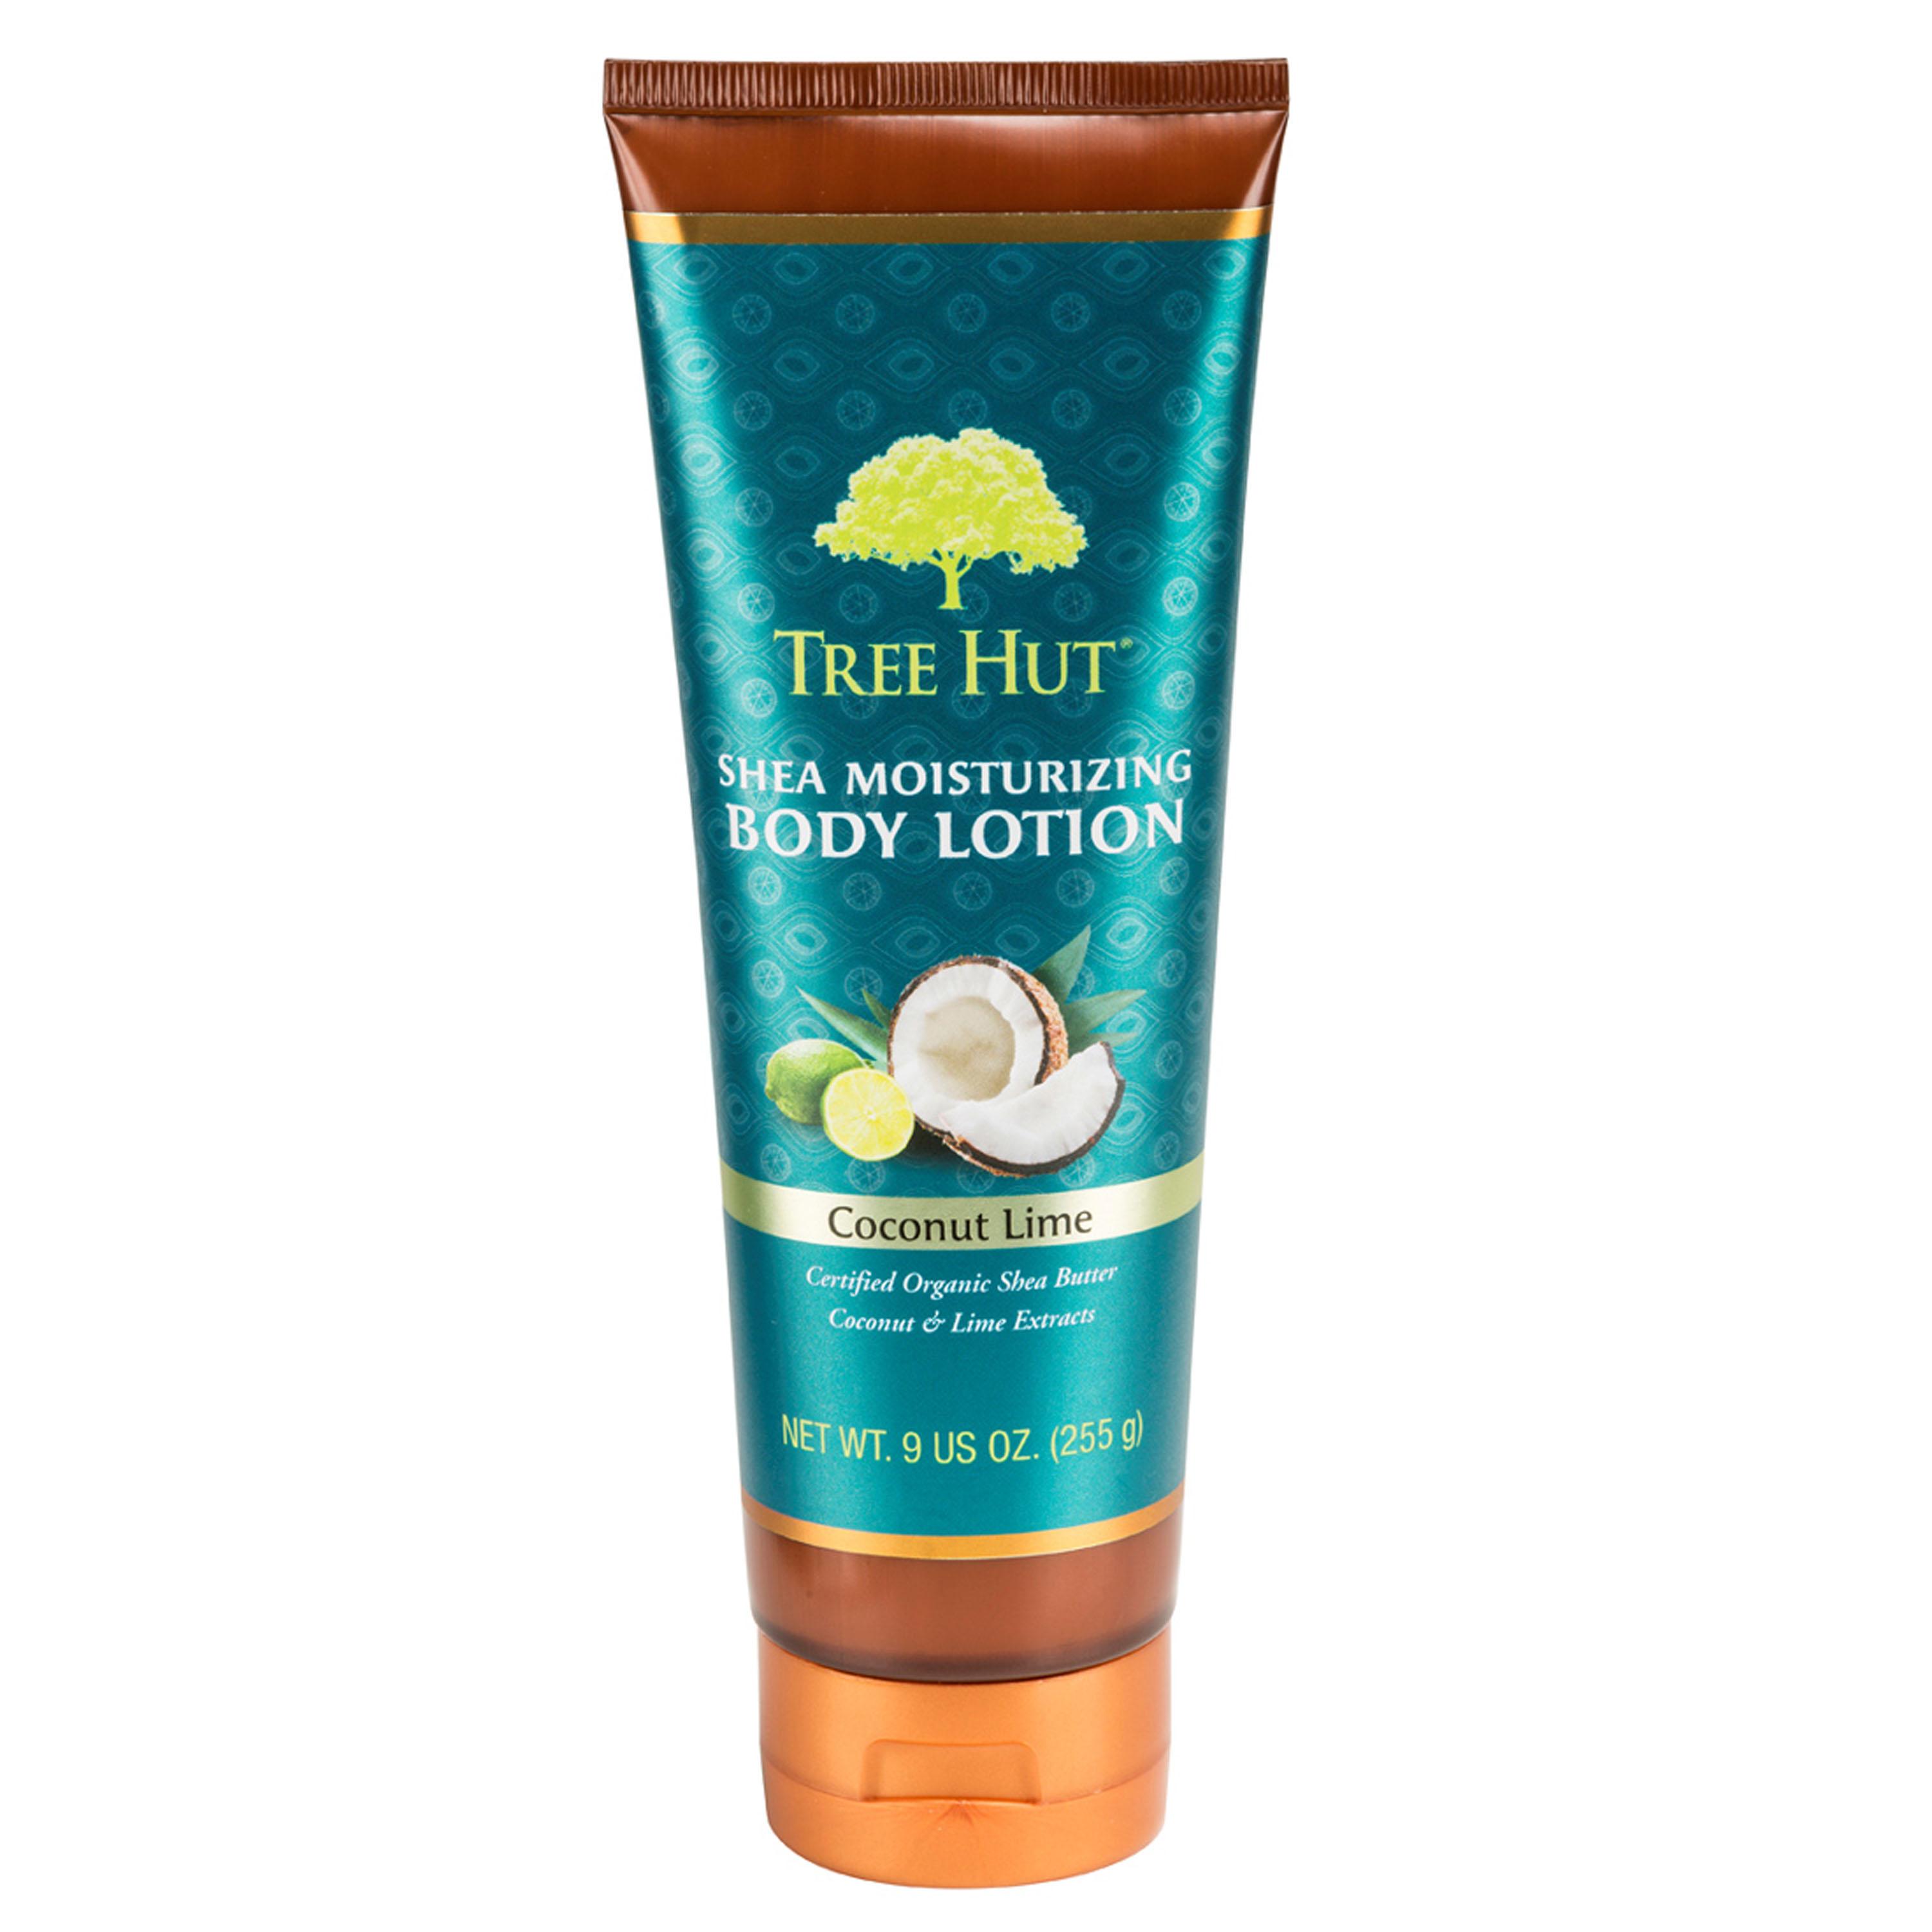 TREE HUT®
SHEA MOISTURIZING
BODY LOTION
Coconut Lime
Certified Organic Shea Butter
Coconut & Lime Extracts
NET WT. 9 US OZ. (255 g)